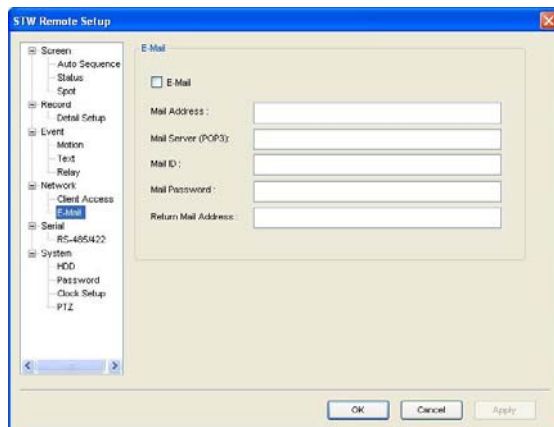 STW Remote Setup
Screen
Auto Sequence
Status
Spot
Record
Detail Setup
Event
Motion
Text
Relay
Network
Client Access
E-Mail
Serial
RS-485/422
System
HDD
Password
Clock Setup
PTZ
E-Mail
E-Mail
Mail Address :
Mail Server (POP3):
Mail ID :
Mail Password :
Return Mail Address :
OK
Cancel
Apply